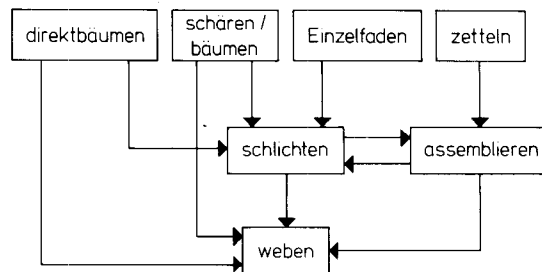 direktbäumen
schären /
bäumen
Einzelfaden
zetteln
schlichten
assemblieren
weben